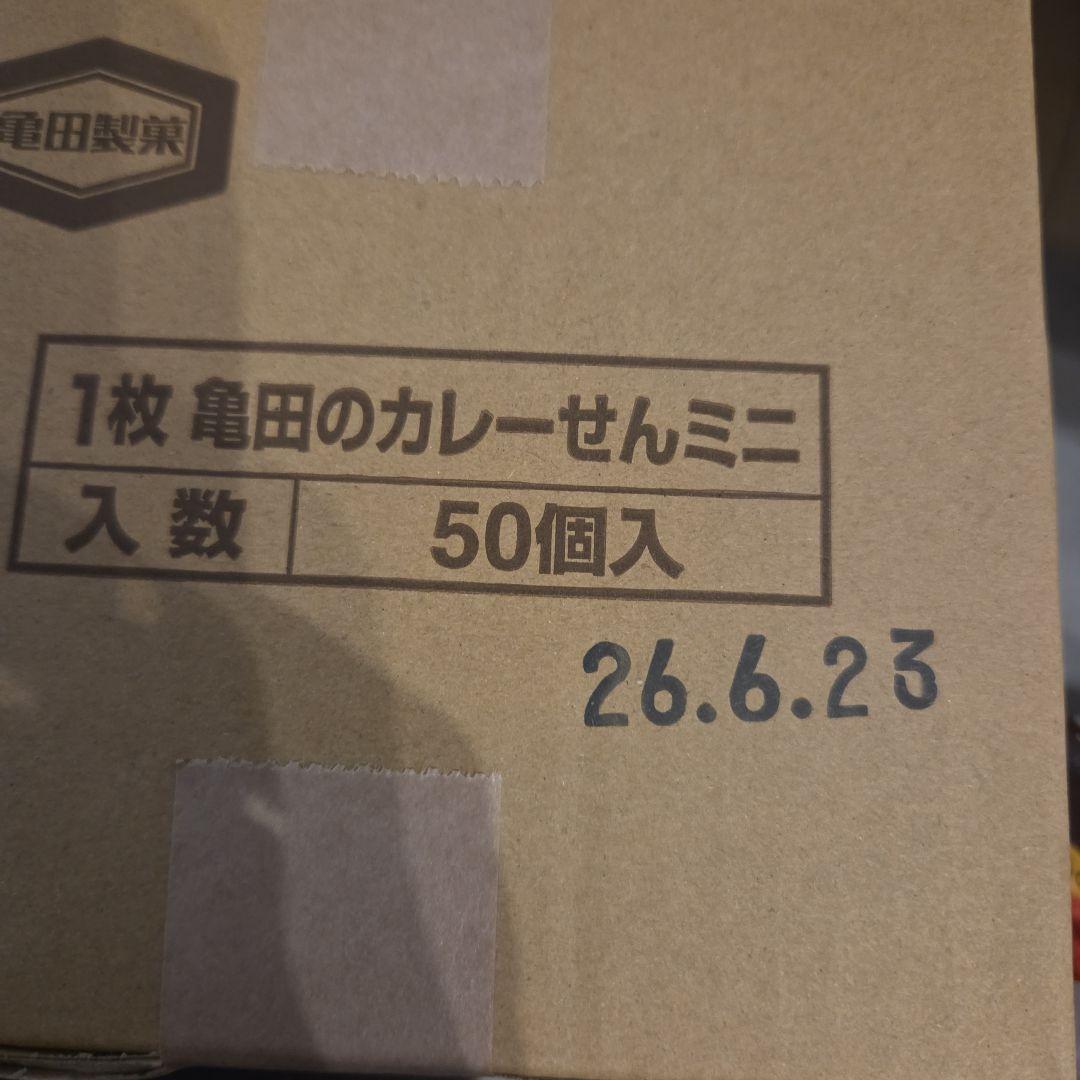 亀田製菓
1枚 亀田のカレーせんミニ
入数 50個入
26.6.23